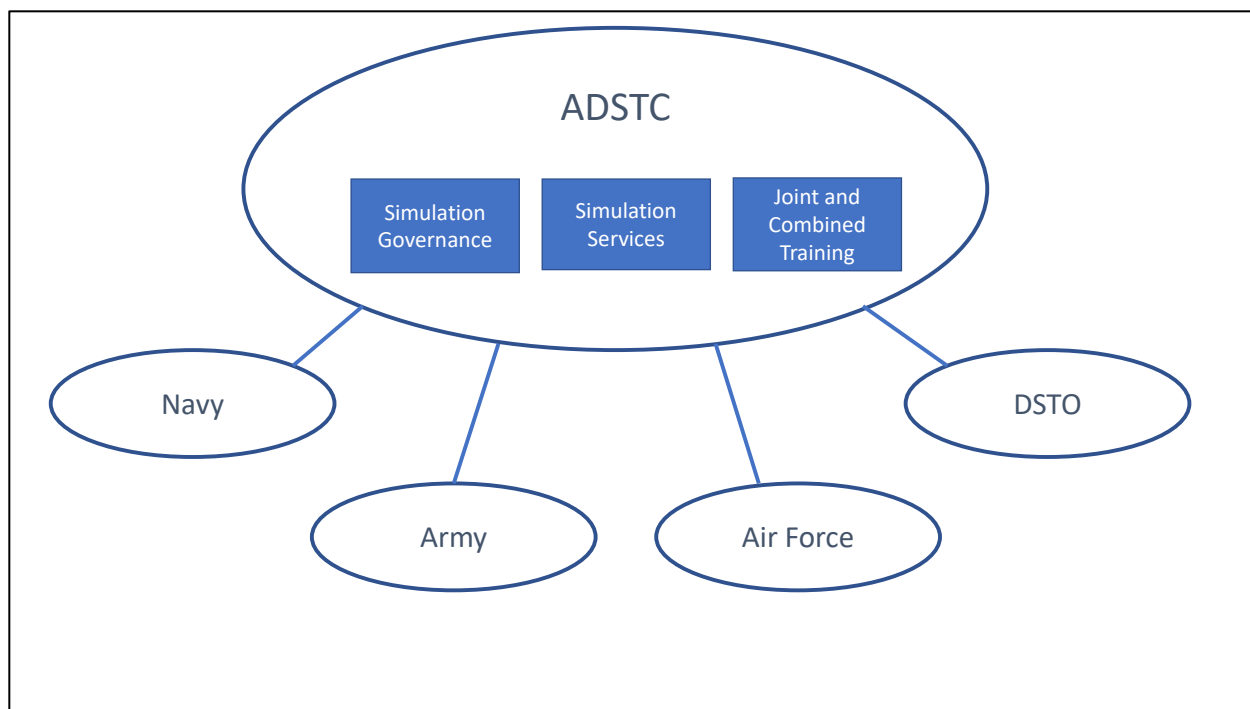 ADSTC
Simulation
Governance
Simulation
Services
Joint and
Combined
Training
Navy
DSTO
Army
Air Force